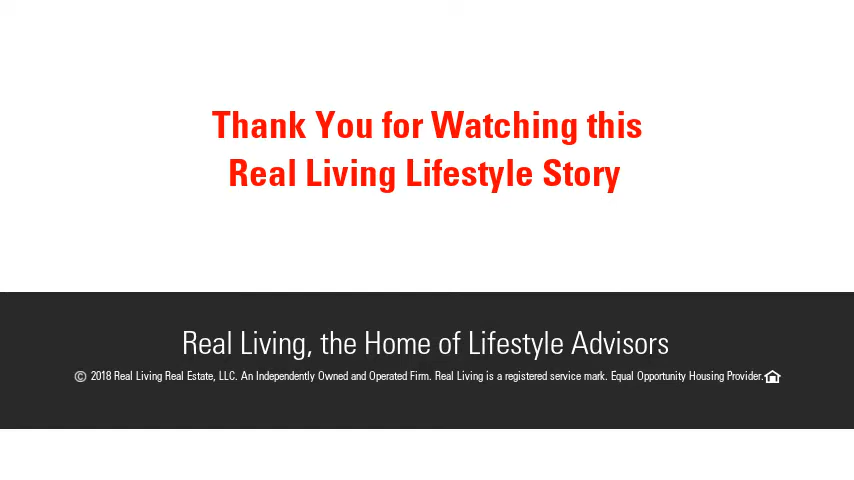 Thank You for Watching this
Real Living Lifestyle Story
Real Living, the Home of Lifestyle Advisors
© 2018 Real Living Real Estate, LLC. An Independently Owned and Operated Firm. Real Living is a registered service mark. Equal Opportunity Housing Provider.